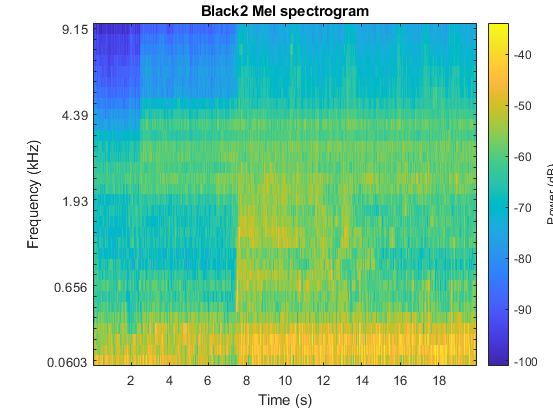 Black2 Mel spectrogram
9.15
4.39
1.93
0.656
0.0603
Frequency (kHz)
2 4 6 8 10 12 14 16 18
Time (s)
-40
-50
-60
-70
-80
-90
-100
Power (dB)